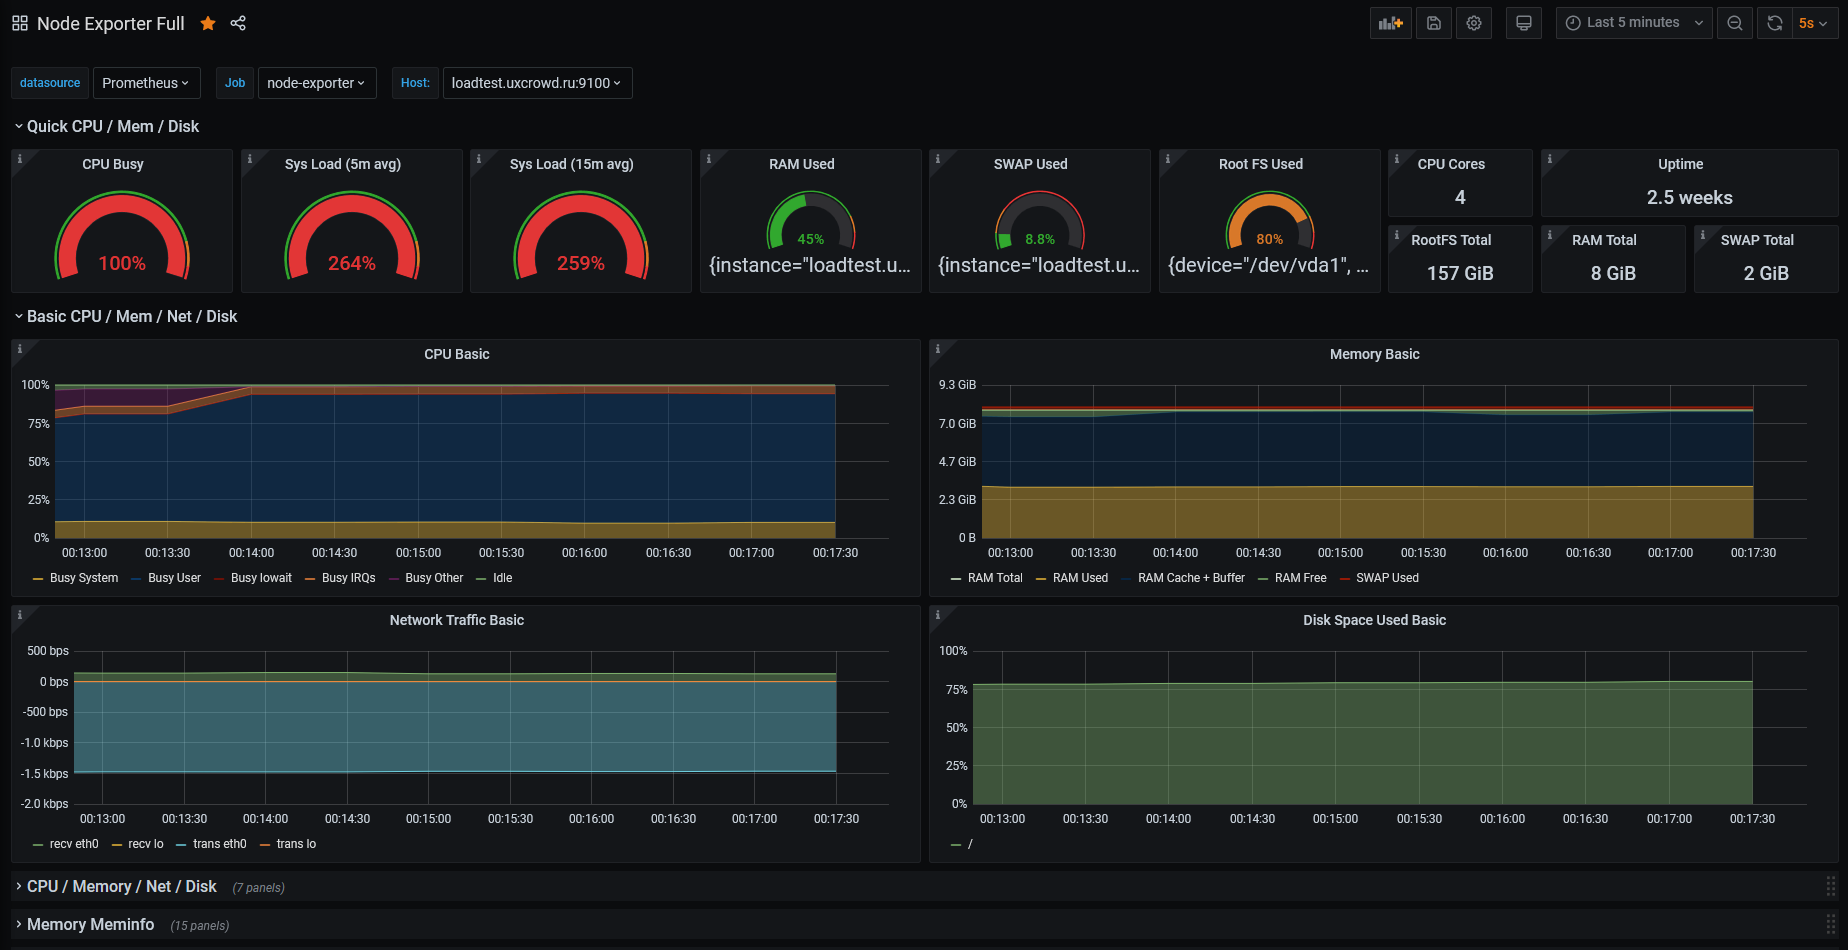 Node Exporter Full
Last 5 minutes
5s
datasource Prometheus Job node-exporter Host: loadtest.uxcrowd.ru:9100
Quick CPU / Mem / Disk
CPU Busy
100%
Sys Load (5m avg)
264%
Sys Load (15m avg)
259%
RAM Used
45%
{instance="loadtest.u...
SWAP Used
8.8%
{instance="loadtest.u...
Root FS Used
80%
{device="/dev/vda1", ...
CPU Cores
4
Uptime
2.5 weeks
RootFS Total
157 GiB
RAM Total
8 GiB
SWAP Total
2 GiB
Basic CPU / Mem / Net / Disk
CPU Basic
100%
75%
50%
25%
0%
00:13:00 00:13:30 00:14:00 00:14:30 00:15:00 00:15:30 00:16:00 00:16:30 00:17:00 00:17:30
Busy System Busy User Busy Iowait Busy IRQs Busy Other Idle
Memory Basic
9.3 GiB
7.0 GiB
4.7 GiB
2.3 GiB
0 B
00:13:00 00:13:30 00:14:00 00:14:30 00:15:00 00:15:30 00:16:00 00:16:30 00:17:00 00:17:30
RAM Total RAM Used RAM Cache + Buffer RAM Free SWAP Used
Network Traffic Basic
500 bps
0 bps
-500 bps
-1.0 kbps
-1.5 kbps
-2.0 kbps
00:13:00 00:13:30 00:14:00 00:14:30 00:15:00 00:15:30 00:16:00 00:16:30 00:17:00 00:17:30
recv eth0 recv lo trans eth0 trans lo
Disk Space Used Basic
100%
75%
50%
25%
0%
00:13:00 00:13:30 00:14:00 00:14:30 00:15:00 00:15:30 00:16:00 00:16:30 00:17:00 00:17:30
/
CPU / Memory / Net / Disk (7 panels)
Memory Meminfo (15 panels)